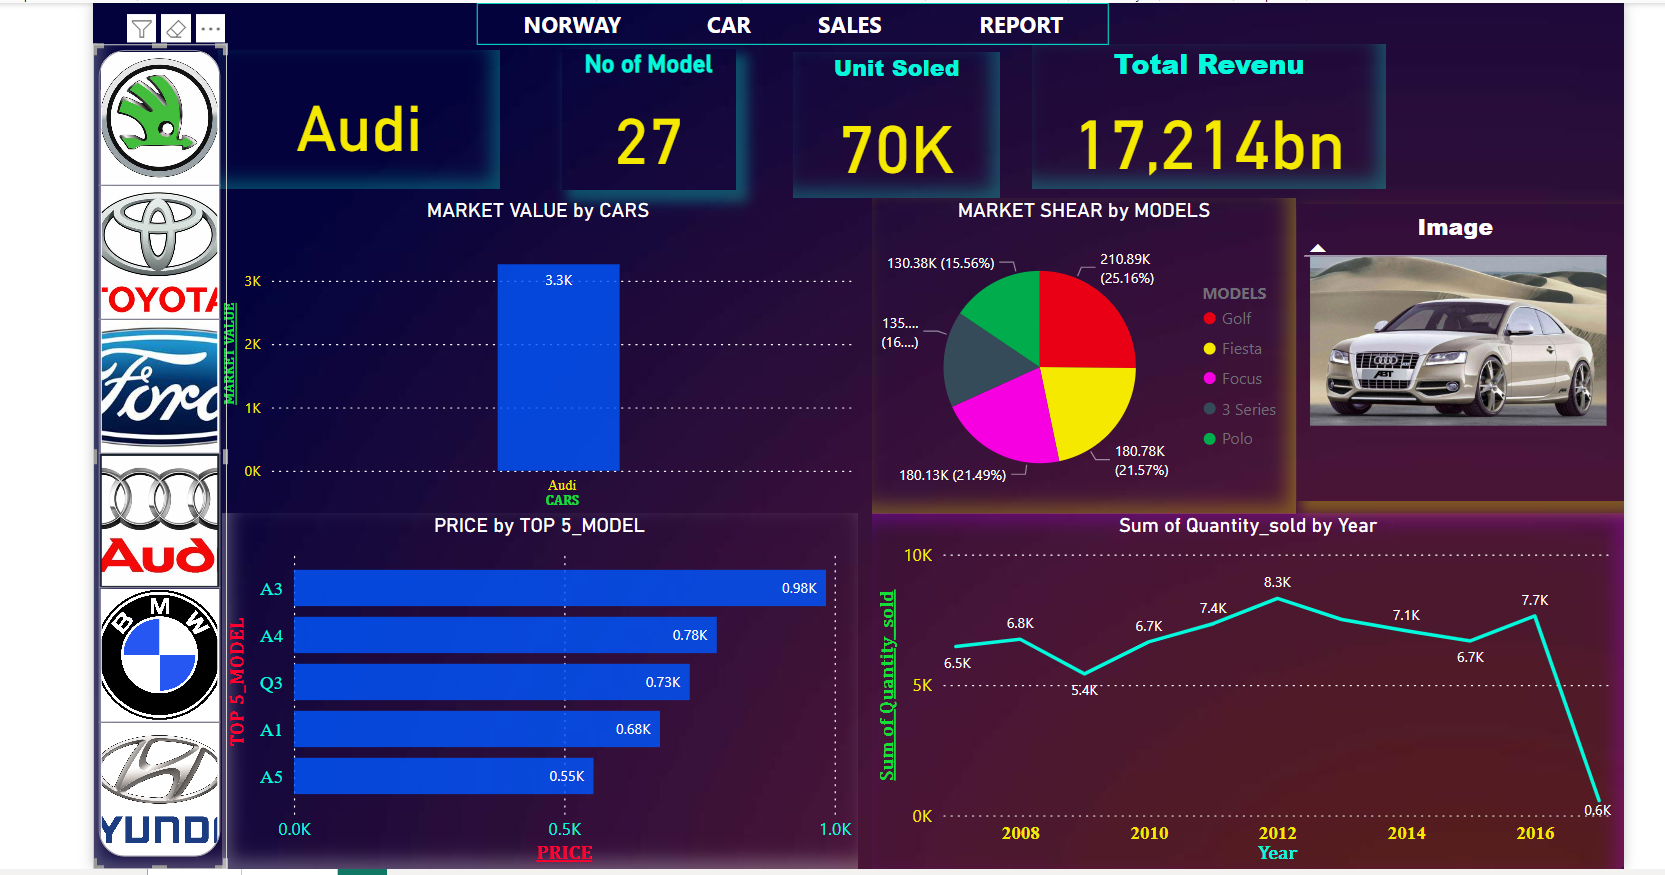 NORWAY CAR SALES REPORT
TOYOTA
Ford
Audi
BMW
HYUNDAI
Audi
No of Model
27
Unit Soled
70K
Total Revenu
17,214bn
MARKET VALUE by CARS
MARKET VALUE
3K
2K
1K
0K
3.3K
Audi
CARS
MARKET SHEAR by MODELS
130.38K (15.56%)
210.89K
(25.16%)
135....
(16....)
180.13K (21.49%)
180.78K
(21.57%)
MODELS
Golf
Fiesta
Focus
3 Series
Polo
Image
ABT
PRICE by TOP 5_MODEL
TOP 5_MODEL
A3
0.98K
A4
0.78K
Q3
0.73K
A1
0.68K
A5
0.55K
0.0K
0.5K
1.0K
PRICE
Sum of Quantity_sold by Year
Sum of Quantity_sold
10K
5K
0K
6.5K
6.8K
5.4K
6.7K
7.4K
8.3K
7.1K
6.7K
7.7K
0.6K
2008
2010
2012
2014
2016
Year